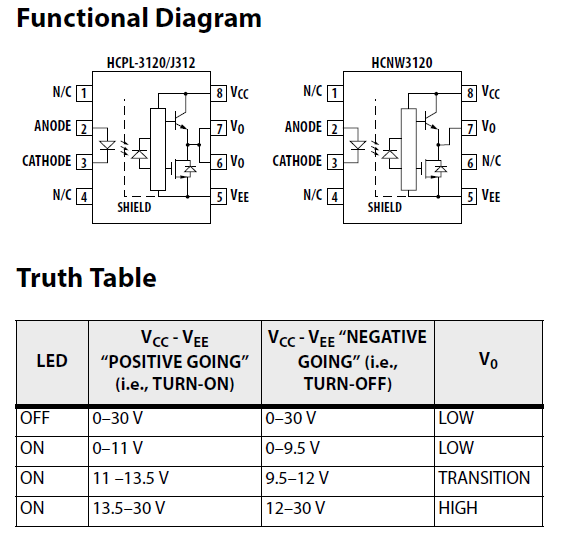 Functional Diagram
HCPL-3120/J312
N/C 1
8 VCC
ANODE 2
7 VO
CATHODE 3
6 VO
N/C 4
5 VEE
SHIELD
HCNW3120
N/C 1
8 VCC
ANODE 2
7 VO
CATHODE 3
6 N/C
N/C 4
5 VEE
SHIELD
Truth Table
LED
VCC - VEE
“POSITIVE GOING”
(i.e., TURN-ON)
VCC - VEE “NEGATIVE
GOING” (i.e.,
TURN-OFF)
VO
OFF 0–30 V 0–30 V LOW
ON 0–11 V 0–9.5 V LOW
ON 11 –13.5 V 9.5–12 V TRANSITION
ON 13.5–30 V 12–30 V HIGH